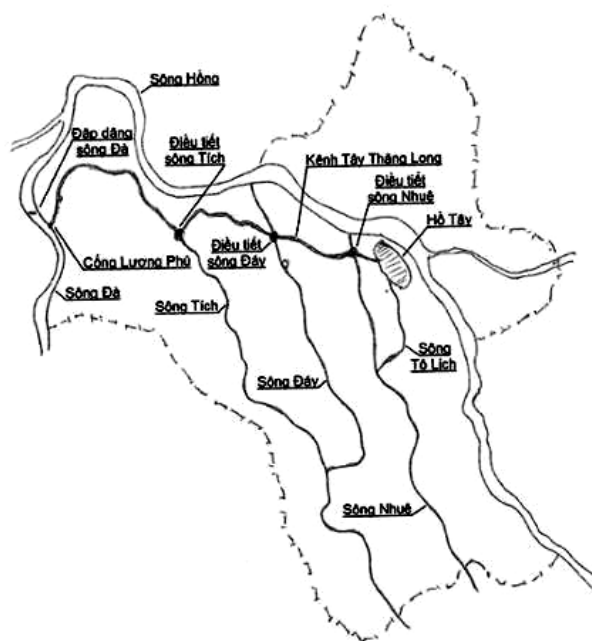 Sông Hồng
Đập dâng
sông Đà
Điều tiết
sông Tích
Kênh Tây Thăng Long
Điều tiết
sông Nhuệ
Hồ Tây
Cống Lương Phú
Điều tiết
sông Đáy
Sông Đà
Sông Tích
Sông
Tô Lịch
Sông Đáy
Sông Nhuệ